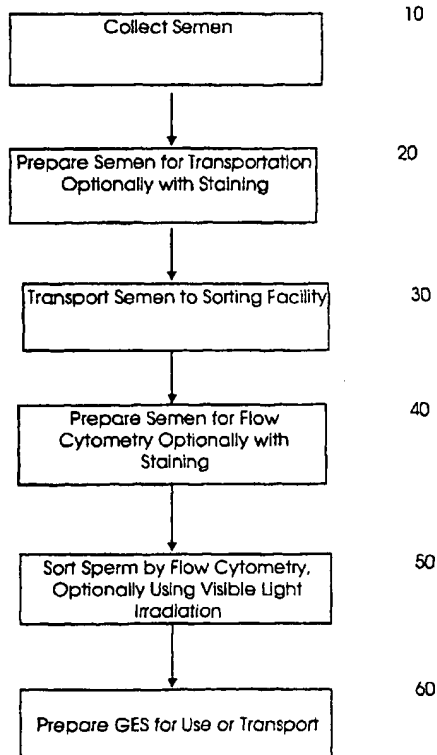 Collect Semen
10
Prepare Semen for Transportation
Optionally with Staining
20
Transport Semen to Sorting Facility
30
Prepare Semen for Flow
Cytometry Optionally with
Staining
40
Sort Sperm by Flow Cytometry,
Optionally Using Visible Light
Irradiation
50
Prepare GES for Use or Transport
60